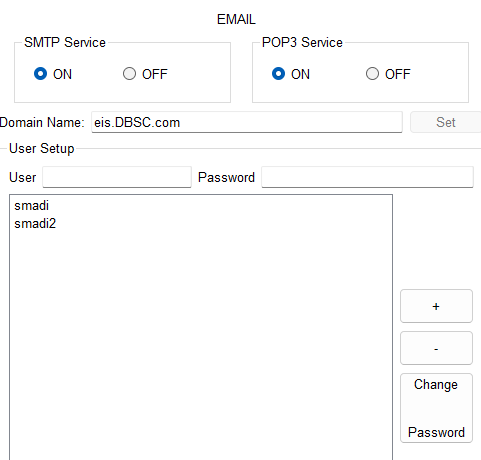 EMAIL
SMTP Service
POP3 Service
ON OFF
ON OFF
Domain Name: eis.DBSC.com Set
User Setup
User Password
smadi
smadi2
+
-
Change
Password